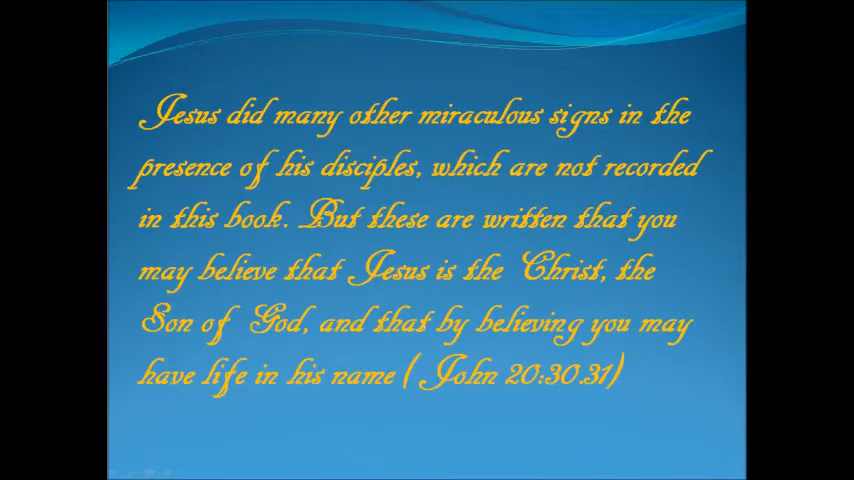 Jesus did many other miraculous signs in the
presence of his disciples, which are not recorded
in this book. But these are written that you
may believe that Jesus is the Christ, the
Son of God, and that by believing you may
have life in his name ( John 20:30.31)